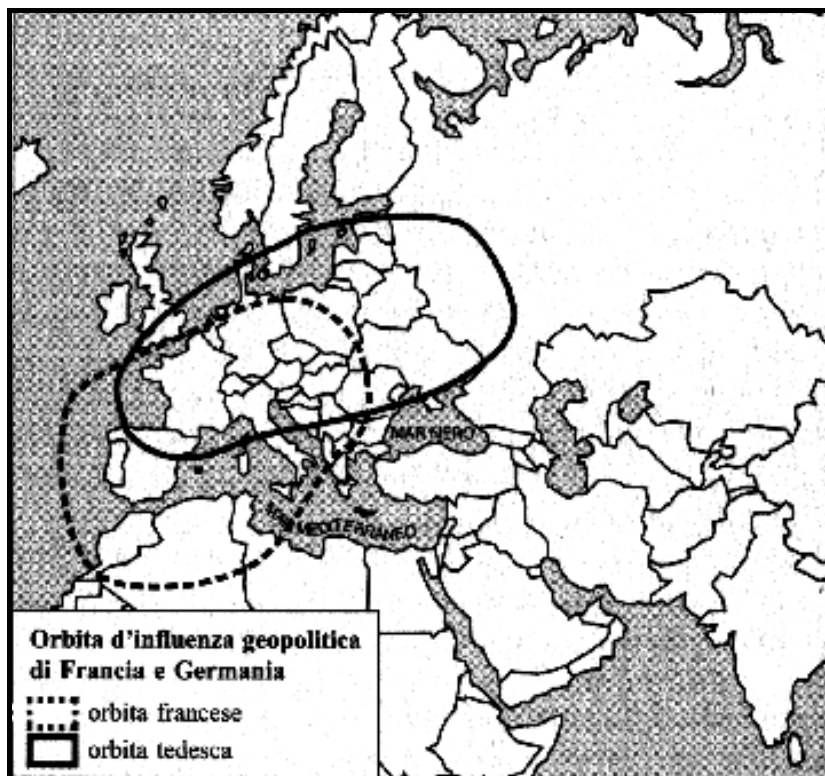 MAR NERO
MAR MEDITERRANEO
Orbita d'influenza geopolitica
di Francia e Germania
orbita francese
orbita tedesca